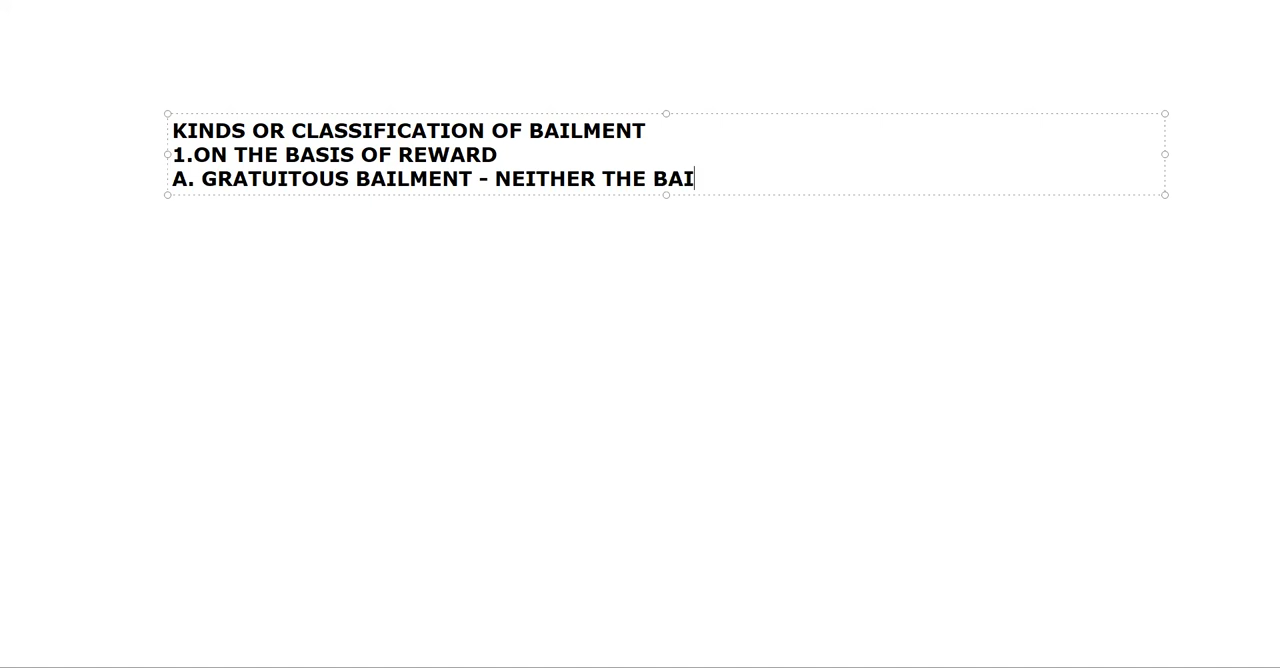 KINDS OR CLASSIFICATION OF BAILMENT
1.ON THE BASIS OF REWARD
A. GRATUITOUS BAILMENT - NEITHER THE BAI